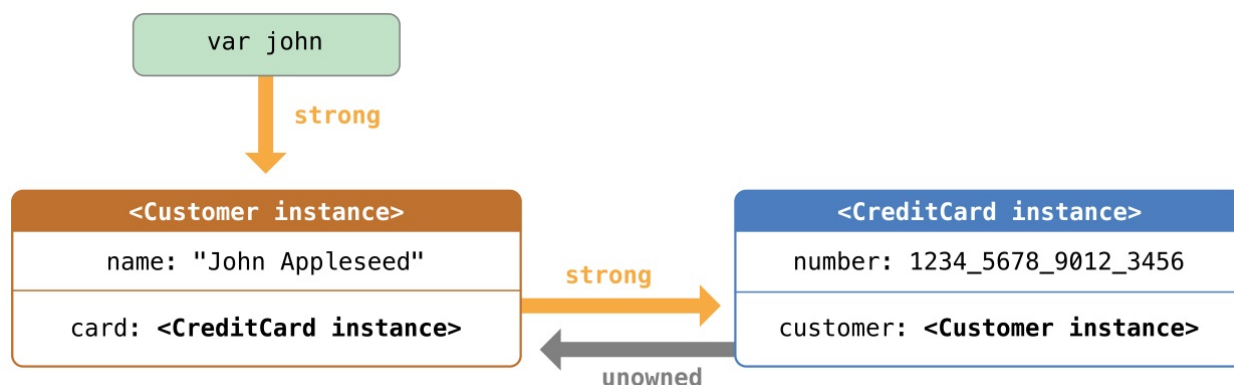 var john
strong
<Customer instance>
name: "John Appleseed"
card: <CreditCard instance>
strong
unowned
<CreditCard instance>
number: 1234_5678_9012_3456
customer: <Customer instance>